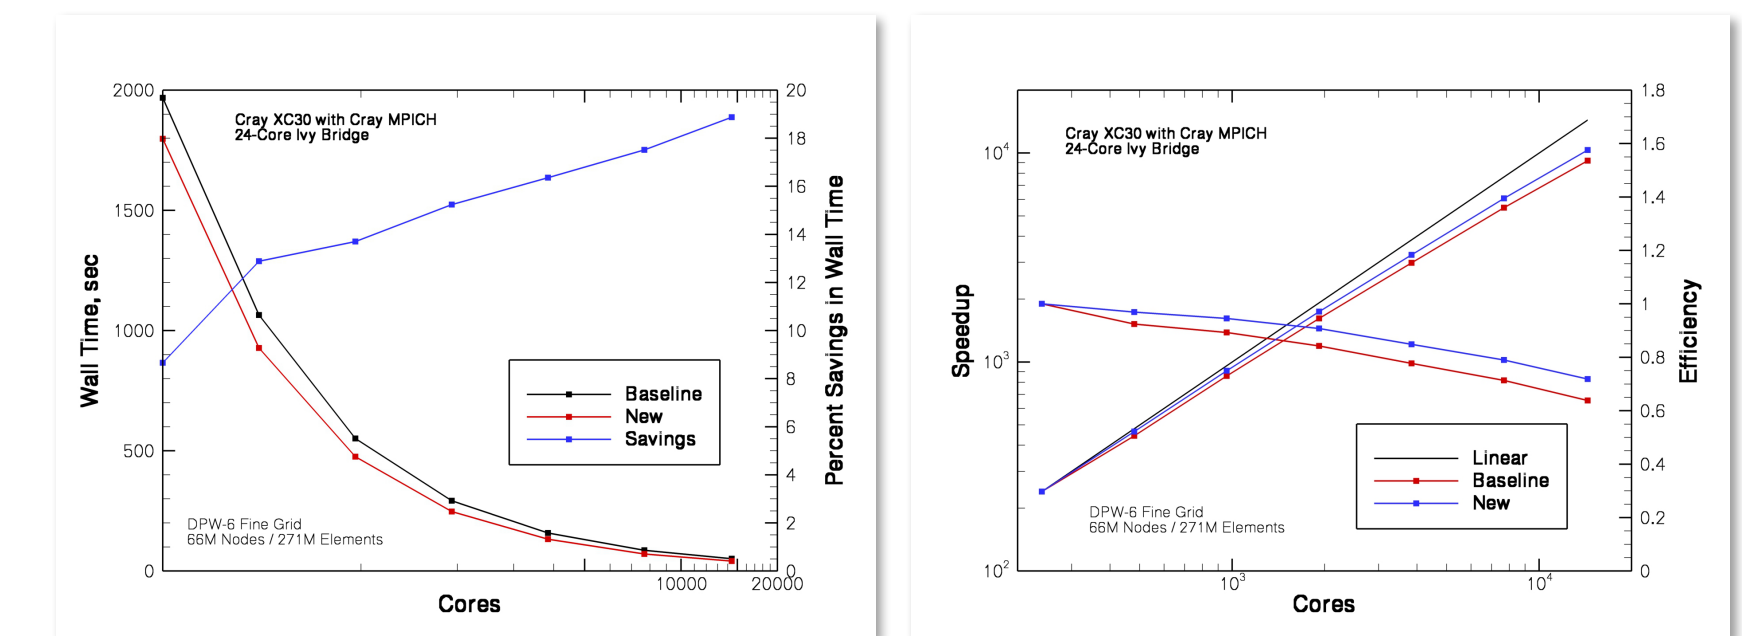 2000
1500
1000
500
0
Wall Time, sec
Cray XC30 with Cray MPICH
24-Core Ivy Bridge
Baseline
New
Savings
DPW-6 Fine Grid
66M Nodes / 271M Elements
20
18
16
14
12
10
8
6
4
2
0
Percent Savings in Wall Time
10000
20000
Cores
10^4
10^3
10^2
Speedup
Cray XC30 with Cray MPICH
24-Core Ivy Bridge
Linear
Baseline
New
DPW-6 Fine Grid
66M Nodes / 271M Elements
1.8
1.6
1.4
1.2
1
0.8
0.6
0.4
0.2
0
Efficiency
10^3
10^4
Cores